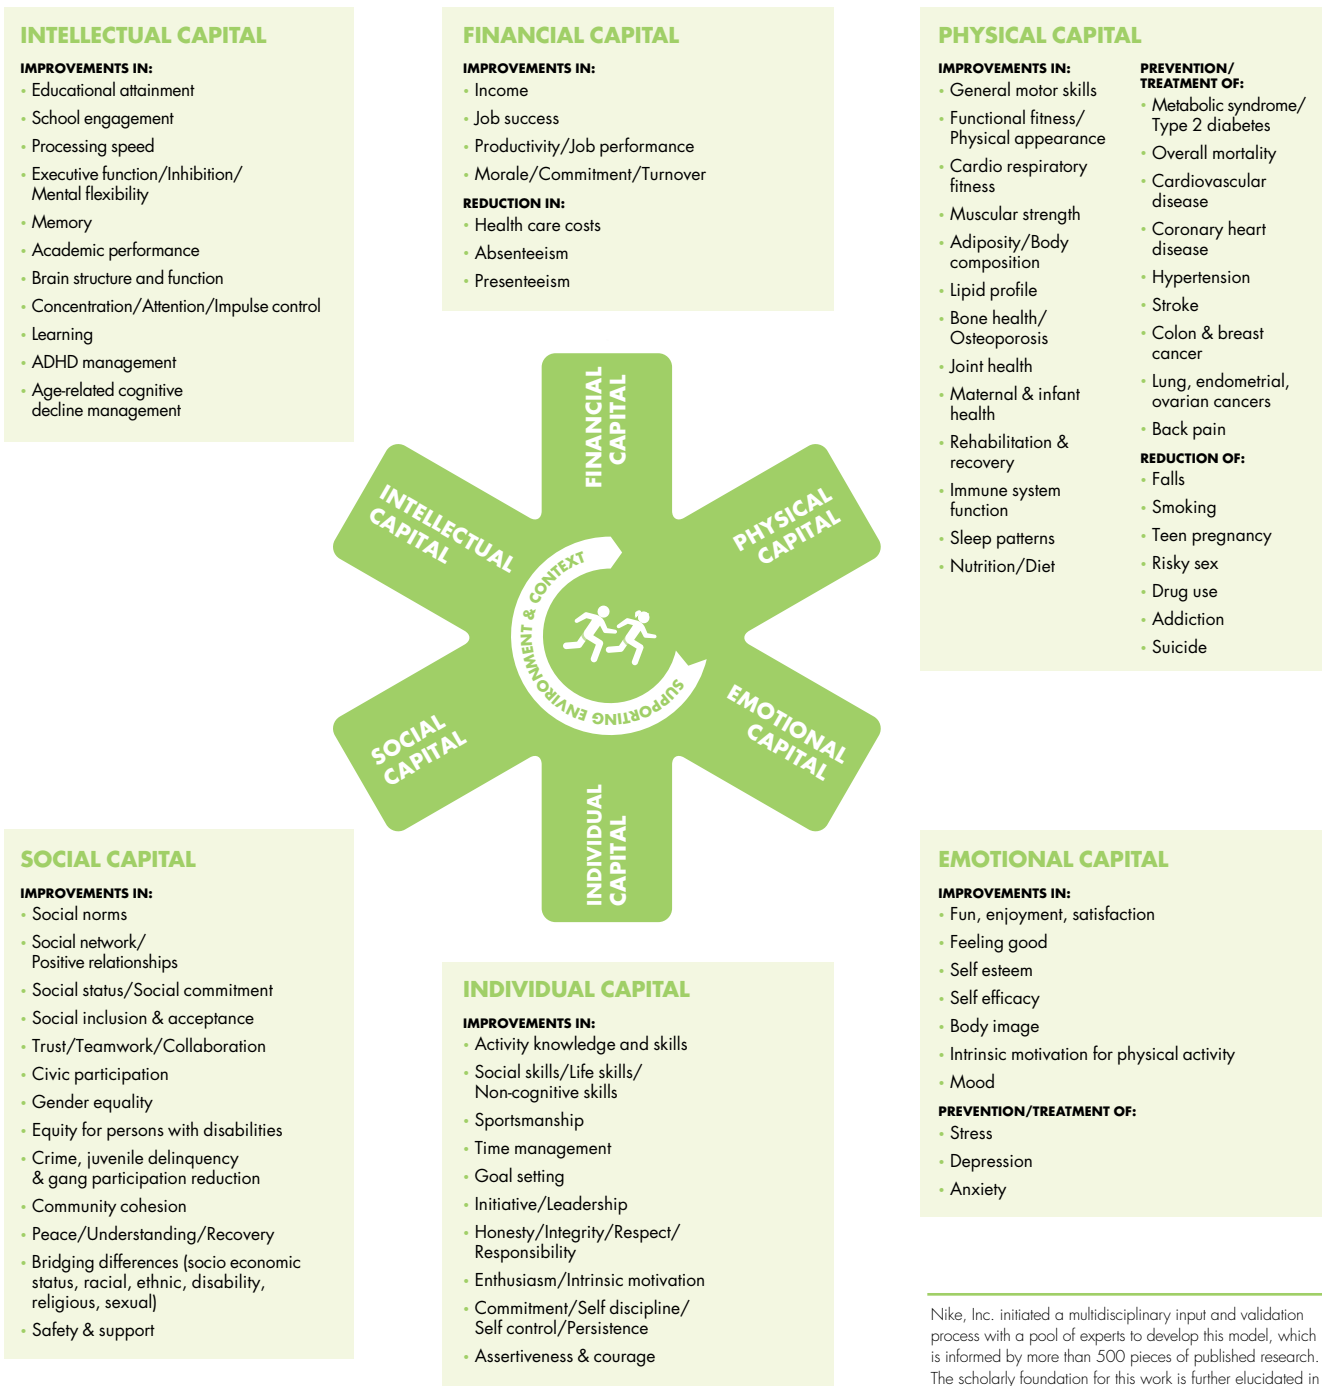 INTELLECTUAL CAPITAL
IMPROVEMENTS IN:
• Educational attainment
• School engagement
• Processing speed
• Executive function/Inhibition/
Mental flexibility
• Memory
• Academic performance
• Brain structure and function
• Concentration/Attention/Impulse control
• Learning
• ADHD management
• Age-related cognitive
decline management
FINANCIAL CAPITAL
IMPROVEMENTS IN:
• Income
• Job success
• Productivity/Job performance
• Morale/Commitment/Turnover
REDUCTION IN:
• Health care costs
• Absenteeism
• Presenteeism
PHYSICAL CAPITAL
IMPROVEMENTS IN:
• General motor skills
• Functional fitness/
Physical appearance
• Cardio respiratory
fitness
• Muscular strength
• Adiposity/Body
composition
• Lipid profile
• Bone health/
Osteoporosis
• Joint health
• Maternal & infant
health
• Rehabilitation &
recovery
• Immune system
function
• Sleep patterns
• Nutrition/Diet
PREVENTION/
TREATMENT OF:
• Metabolic syndrome/
Type 2 diabetes
• Overall mortality
• Cardiovascular
disease
• Coronary heart
disease
• Hypertension
• Stroke
• Colon & breast
cancer
• Lung, endometrial,
ovarian cancers
• Back pain
REDUCTION OF:
• Falls
• Smoking
• Teen pregnancy
• Risky sex
• Drug use
• Addiction
• Suicide
FINANCIAL
CAPITAL
INTELLECTUAL
CAPITAL
PHYSICAL
CAPITAL
SUPPORTING ENVIRONMENT & CONTEXT
SOCIAL
CAPITAL
EMOTIONAL
CAPITAL
INDIVIDUAL
CAPITAL
SOCIAL CAPITAL
IMPROVEMENTS IN:
• Social norms
• Social network/
Positive relationships
• Social status/Social commitment
• Social inclusion & acceptance
• Trust/Teamwork/Collaboration
• Civic participation
• Gender equality
• Equity for persons with disabilities
• Crime, juvenile delinquency
& gang participation reduction
• Community cohesion
• Peace/Understanding/Recovery
• Bridging differences (socio economic
status, racial, ethnic, disability,
religious, sexual)
• Safety & support
INDIVIDUAL CAPITAL
IMPROVEMENTS IN:
• Activity knowledge and skills
• Social skills/Life skills/
Non-cognitive skills
• Sportsmanship
• Time management
• Goal setting
• Initiative/Leadership
• Honesty/Integrity/Respect/
Responsibility
• Enthusiasm/Intrinsic motivation
• Commitment/Self discipline/
Self control/Persistence
• Assertiveness & courage
EMOTIONAL CAPITAL
IMPROVEMENTS IN:
• Fun, enjoyment, satisfaction
• Feeling good
• Self esteem
• Self efficacy
• Body image
• Intrinsic motivation for physical activity
• Mood
PREVENTION/TREATMENT OF:
• Stress
• Depression
• Anxiety
Nike, Inc. initiated a multidisciplinary input and validation
process with a pool of experts to develop this model, which
is informed by more than 500 pieces of published research.
The scholarly foundation for this work is further elucidated in